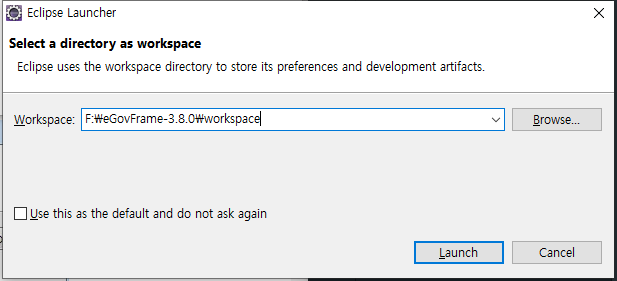 Eclipse Launcher
Select a directory as workspace
Eclipse uses the workspace directory to store its preferences and development artifacts.
Workspace: F:₩eGovFrame-3.8.0₩workspace Browse...
Use this as the default and do not ask again
Launch Cancel